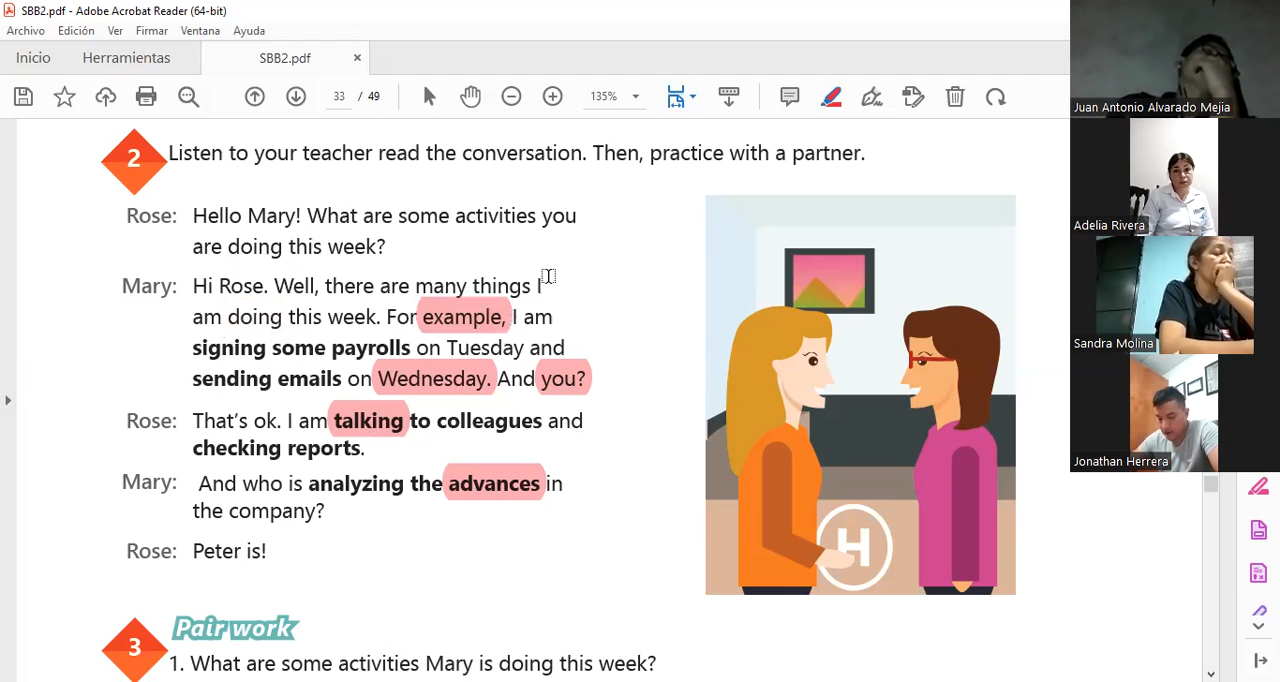 SBB2.pdf - Adobe Acrobat Reader (64-bit)
Archivo Edición Ver Firmar Ventana Ayuda
Inicio Herramientas SBB2.pdf ×
33 / 49 135%
2 Listen to your teacher read the conversation. Then, practice with a partner.
Rose: Hello Mary! What are some activities you
are doing this week?
Mary: Hi Rose. Well, there are many things I
am doing this week. For example, I am
signing some payrolls on Tuesday and
sending emails on Wednesday. And you?
Rose: That's ok. I am talking to colleagues and
checking reports.
Mary: And who is analyzing the advances in
the company?
Rose: Peter is!
H
3 Pair work
1. What are some activities Mary is doing this week?
Juan Antonio Alvarado Mejia
Adelia Rivera
Sandra Molina
Jonathan Herrera